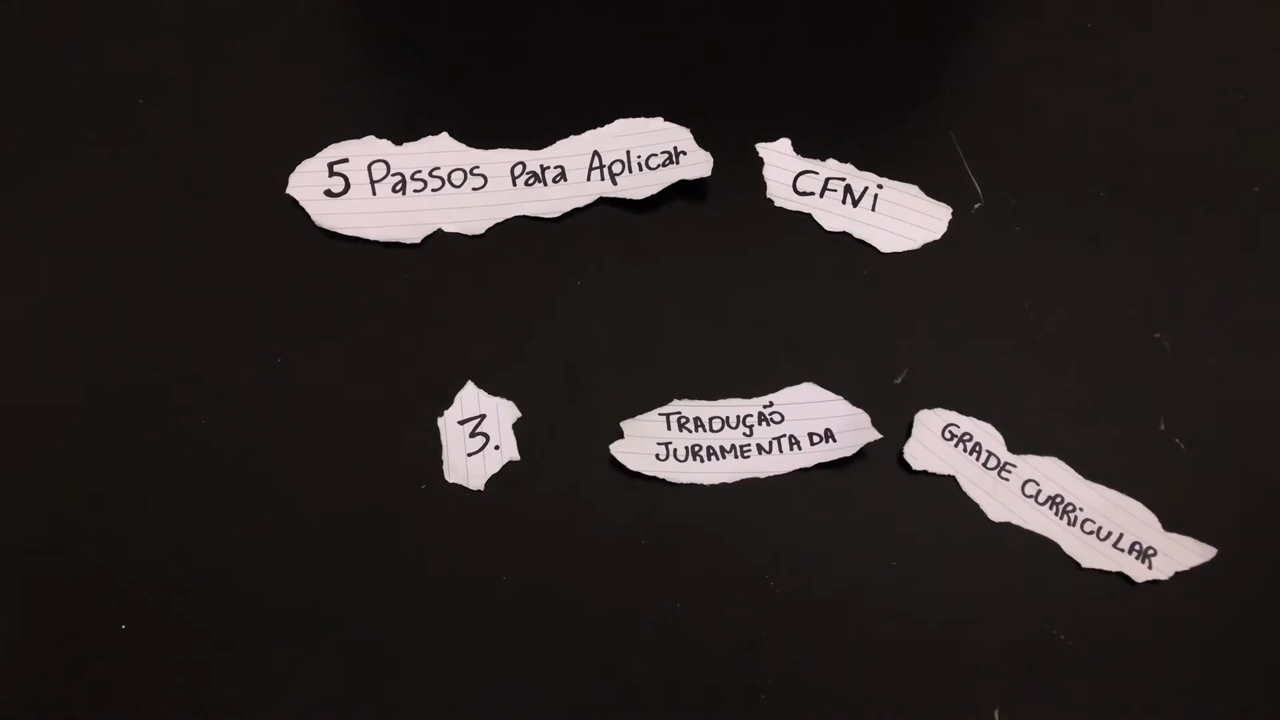 5 Passos Para Aplicar
CFNi
3.
TRADUÇÃO
JURAMENTADA
GRADE CURRiCULAR